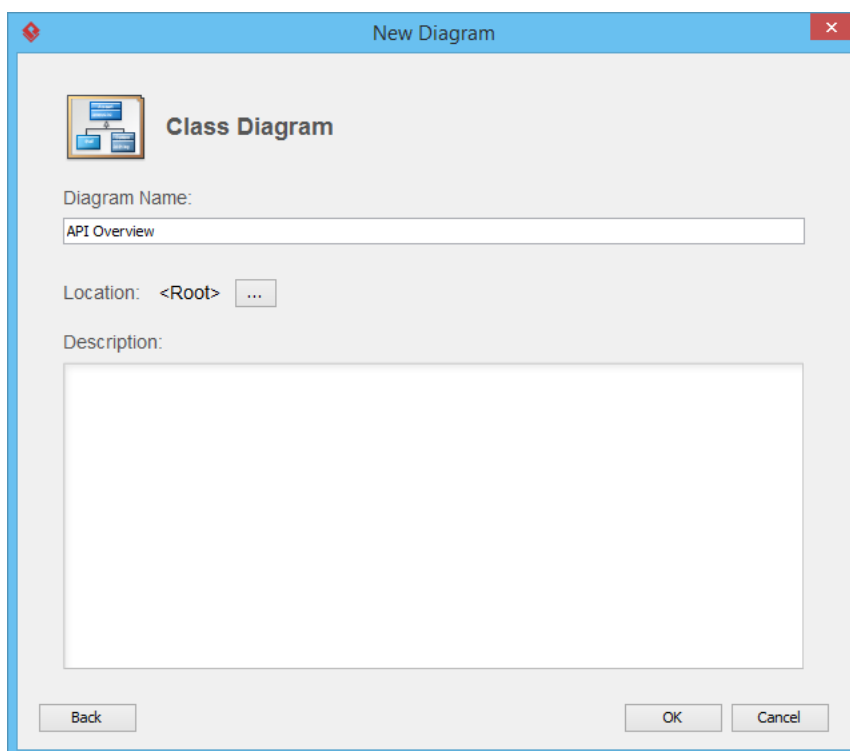 New Diagram
Class Diagram
Diagram Name:
API Overview
Location: <Root> ...
Description:
Back OK Cancel